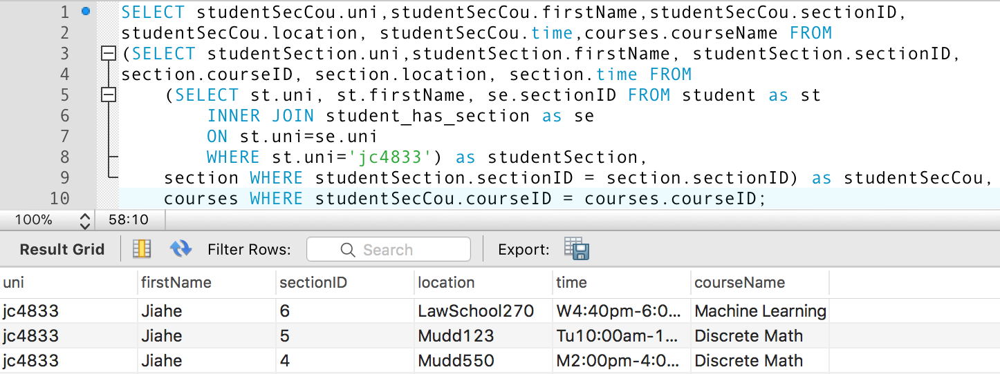 1 SELECT studentSecCou.uni,studentSecCou.firstName,studentSecCou.sectionID,
2 studentSecCou.location, studentSecCou.time,courses.courseName FROM
3 (SELECT studentSection.uni,studentSection.firstName, studentSection.sectionID,
4 section.courseID, section.location, section.time FROM
5 (SELECT st.uni, st.firstName, se.sectionID FROM student as st
6 INNER JOIN student_has_section as se
7 ON st.uni=se.uni
8 WHERE st.uni='jc4833') as studentSection,
9 section WHERE studentSection.sectionID = section.sectionID) as studentSecCou,
10 courses WHERE studentSecCou.courseID = courses.courseID;
100% 58:10
Result Grid Filter Rows: Search Export:
uni firstName sectionID location time courseName
jc4833 Jiahe 6 LawSchool270 W4:40pm-6:0... Machine Learning
jc4833 Jiahe 5 Mudd123 Tu10:00am-1... Discrete Math
jc4833 Jiahe 4 Mudd550 M2:00pm-4:0... Discrete Math